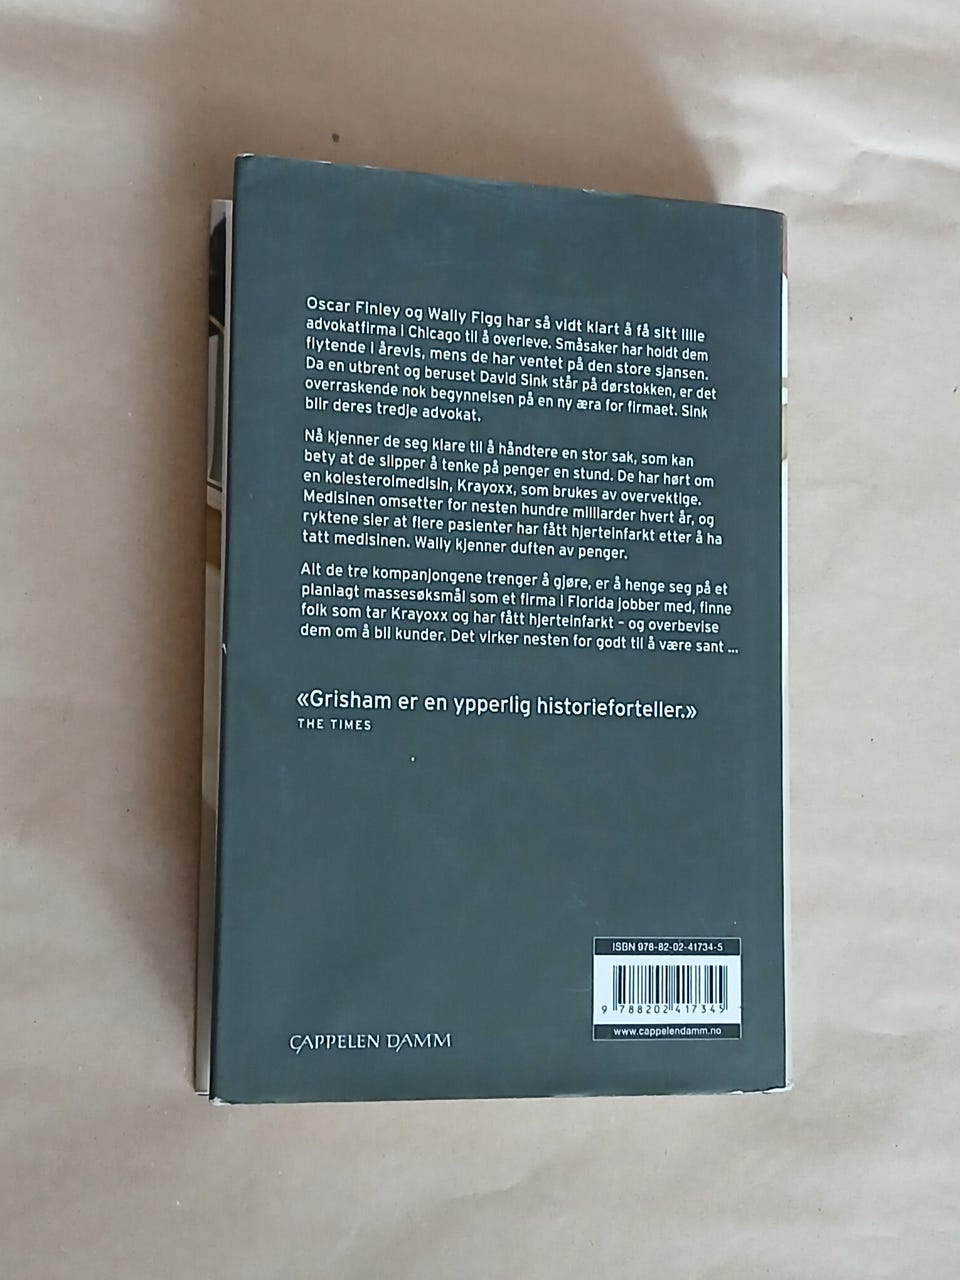 Oscar Finley og Wally Figg har så vidt klart å få sitt lille
advokatfirma i Chicago til å overleve. Småsaker har holdt dem
flytende i årevis, mens de har ventet på den store sjansen.
Da en utbrent og beruset David Sink står på dørstokken, er det
overraskende nok begynnelsen på en ny æra for firmaet. Sink
blir deres tredje advokat.
Nå kjenner de seg klare til å håndtere en stor sak, som kan
bety at de slipper å tenke på penger en stund. De har hørt om
en kolesterolmedisin, Krayoxx, som brukes av overvektige.
Medisinen omsetter for nesten hundre milliarder hvert år, og
ryktene sier at flere pasienter har fått hjerteinfarkt etter å ha
tatt medisinen. Wally kjenner duften av penger.
Alt de tre kompanjongene trenger å gjøre, er å henge seg på et
planlagt massesøksmål som et firma i Florida jobber med, finne
folk som tar Krayoxx og har fått hjerteinfarkt – og overbevise
dem om å bli kunder. Det virker nesten for godt til å være sant ...
«Grisham er en ypperlig historieforteller.»
THE TIMES
ISBN 978-82-02-41734-5
9 788202 417345
www.cappelendamm.no
CAPPELEN DAMM